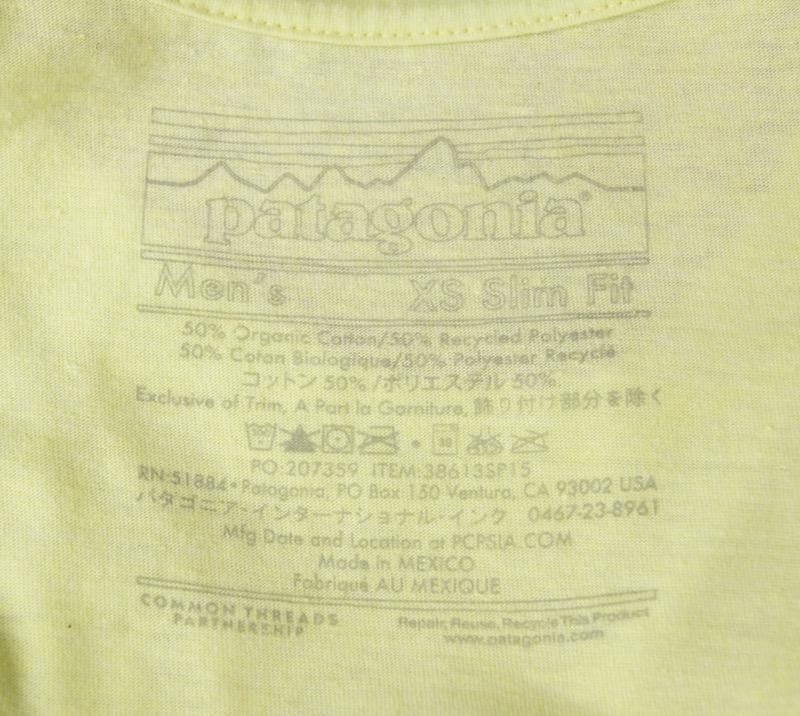 patagonia®
Men's XS Slim Fit
50% Organic Cotton/50% Recycled Polyester
50% Coton Biologique/50% Polyester Recyclé
コットン 50% /ポリエステル 50%
Exclusive of Trim, A Part la Garniture, 飾り付け部分を除く
30
PO:207359 ITEM:38613SP15
RN-51884 • Patagonia, PO Box 150 Ventura, CA 93002 USA
パタゴニア・インターナショナル・インク 0467-23-8961
Mfg Date and Location at PCPSIA.COM
Made in MEXICO
Fabriqué AU MEXIQUE
COMMON THREADS
PARTNERSHIP
Repair, Reuse, Recycle This Product
www.patagonia.com